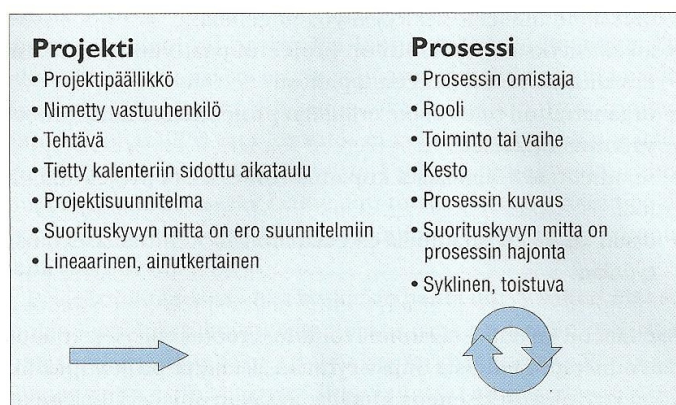 Projekti
• Projektipäällikkö
• Nimetty vastuuhenkilö
• Tehtävä
• Tietty kalenteriin sidottu aikataulu
• Projektisuunnitelma
• Suorituskyvyn mitta on ero suunnitelmiin
• Lineaarinen, ainutkertainen
Prosessi
• Prosessin omistaja
• Rooli
• Toiminto tai vaihe
• Kesto
• Prosessin kuvaus
• Suorituskyvyn mitta on
prosessin hajonta
• Syklinen, toistuva